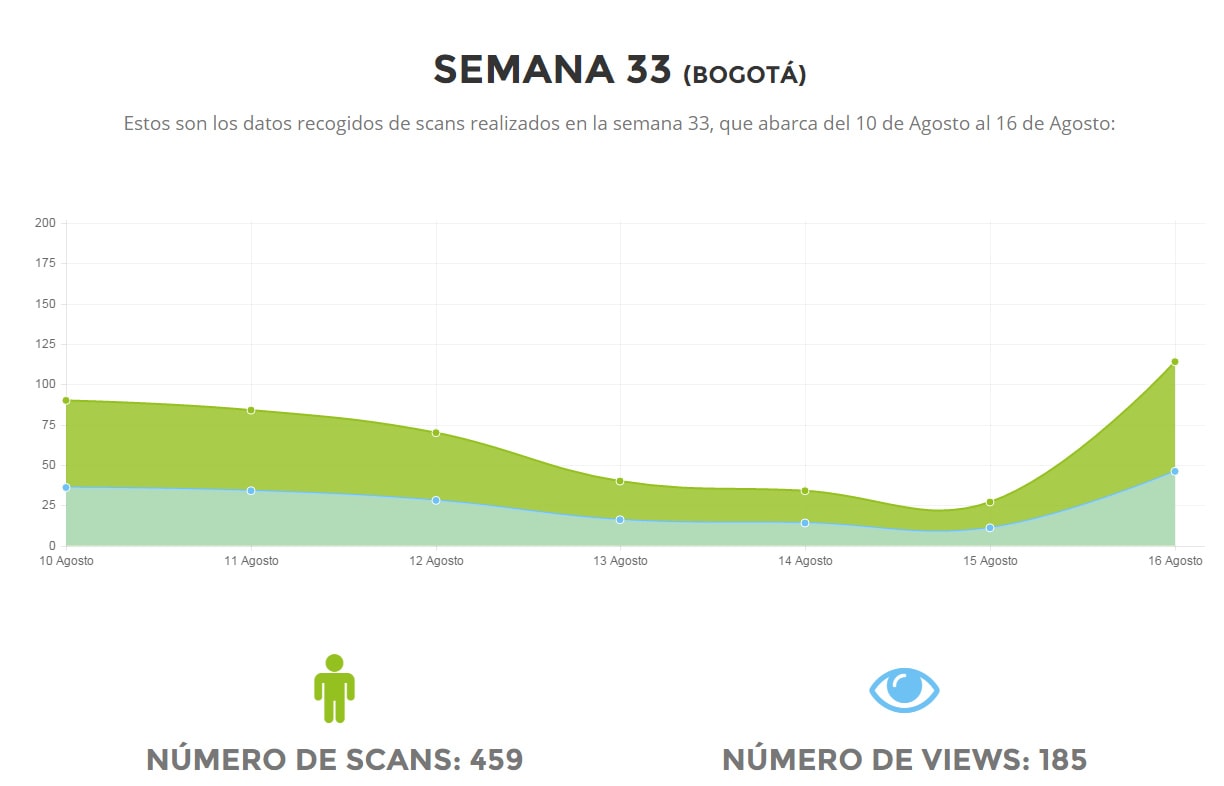 SEMANA 33 (BOGOTÁ)
Estos son los datos recogidos de scans realizados en la semana 33, que abarca del 10 de Agosto al 16 de Agosto:
200
175
150
125
100
75
50
25
0
10 Agosto 11 Agosto 12 Agosto 13 Agosto 14 Agosto 15 Agosto 16 Agosto
NÚMERO DE SCANS: 459 NÚMERO DE VIEWS: 185